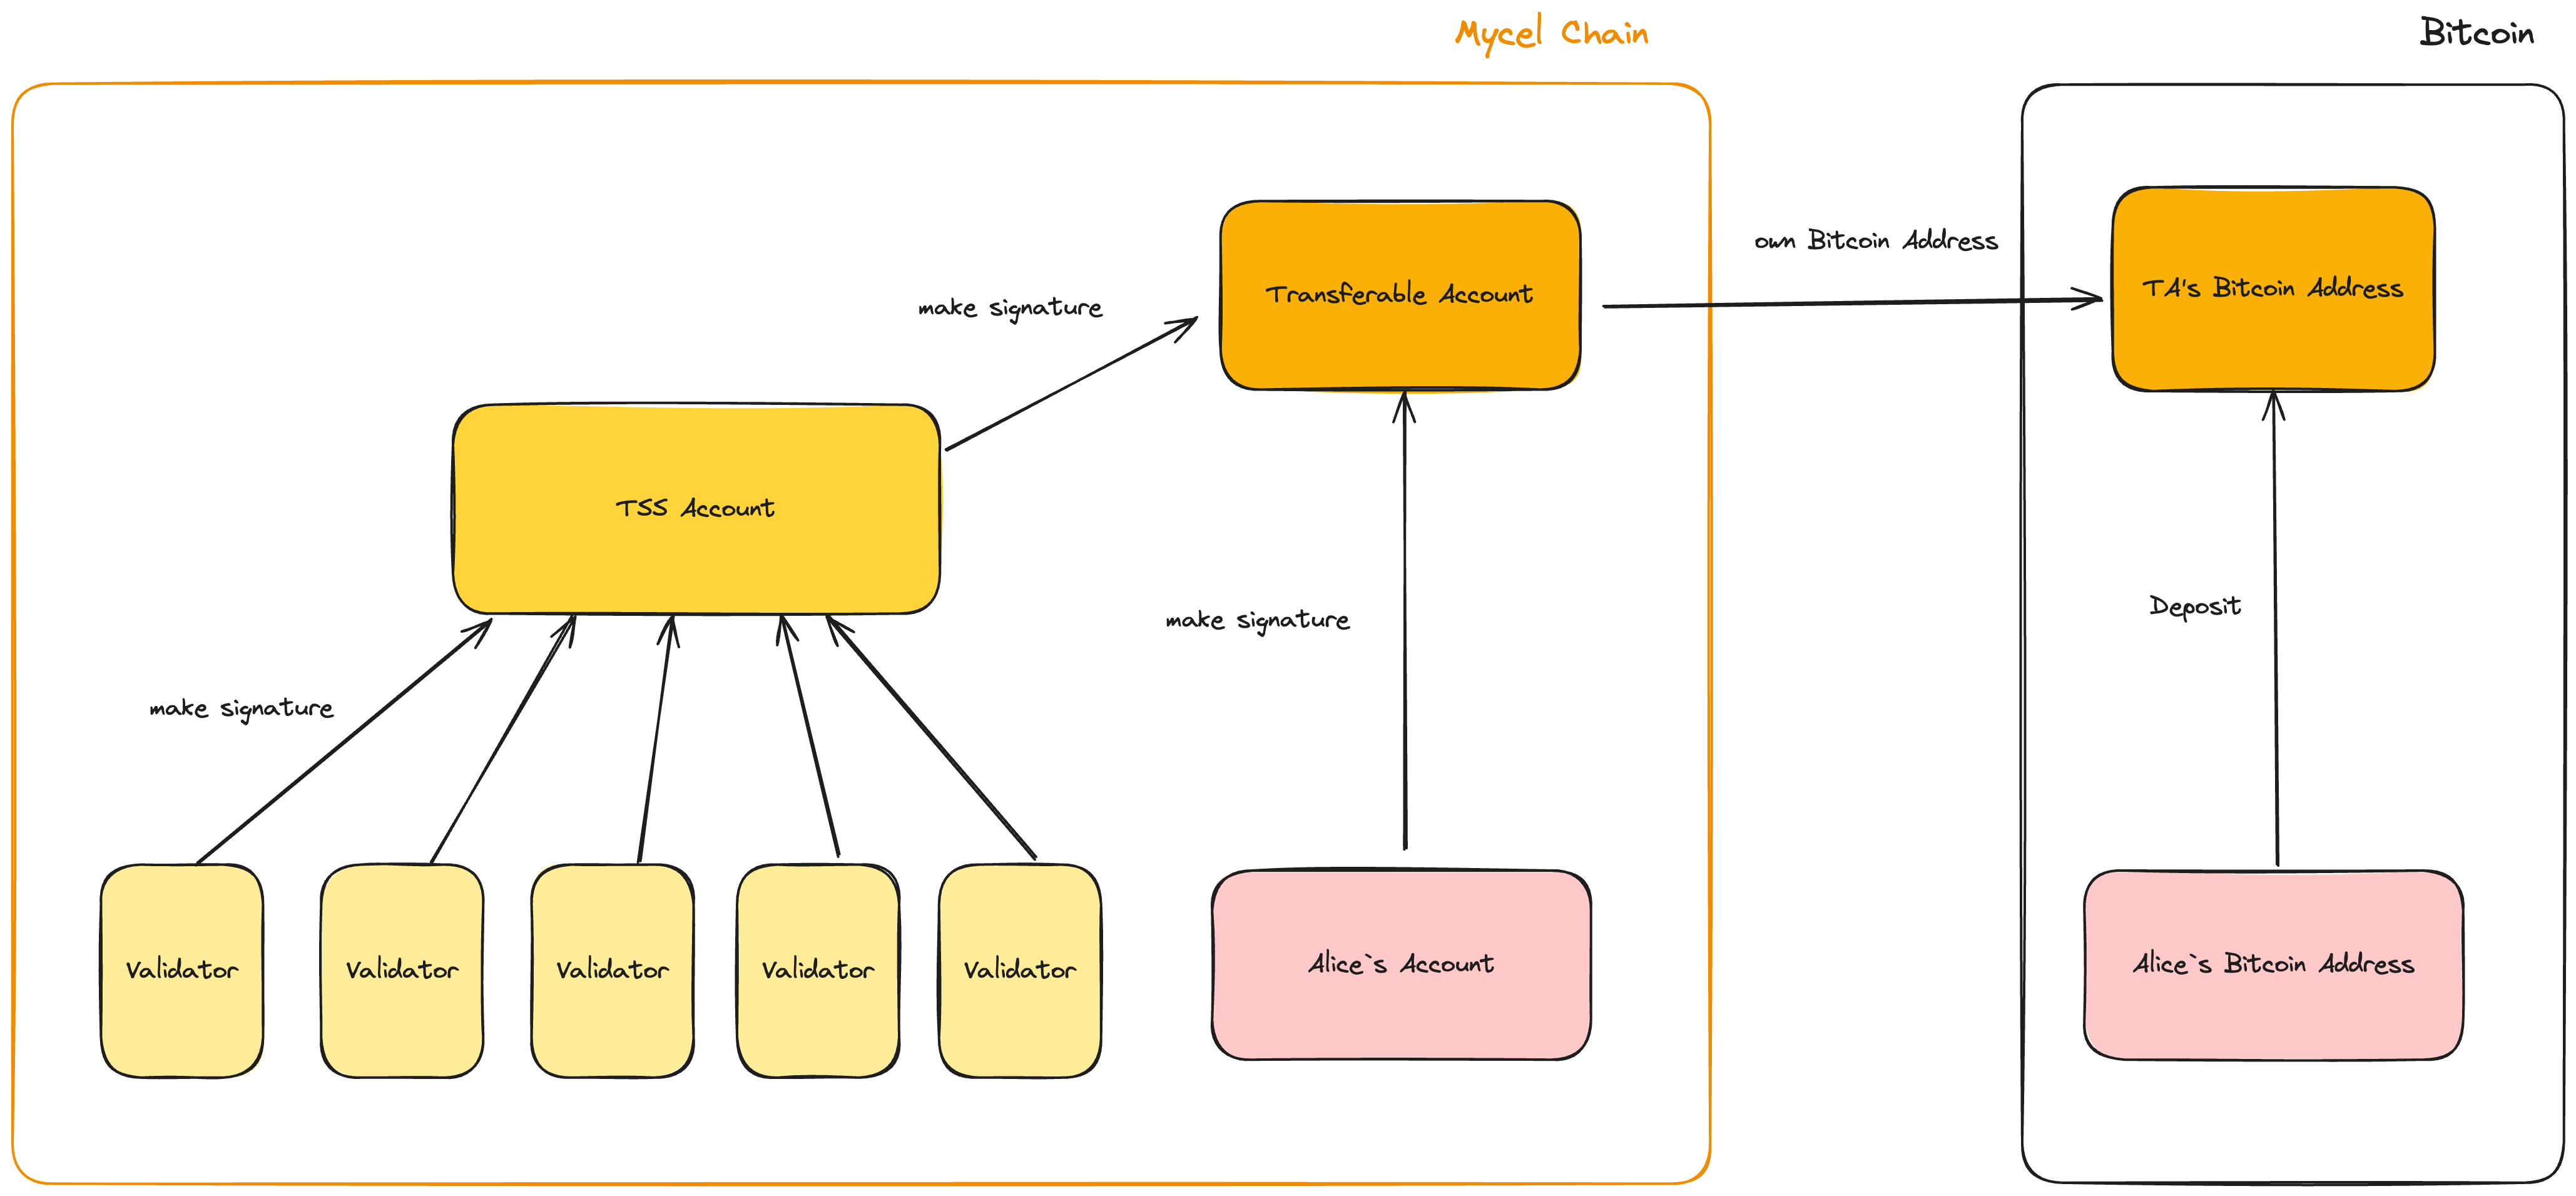 Mycel Chain
Bitcoin
own Bitcoin Address
Transferable Account
TA's Bitcoin Address
make signature
TSS Account
make signature
Deposit
make signature
Validator
Validator
Validator
Validator
Validator
Alice`s Account
Alice`s Bitcoin Address